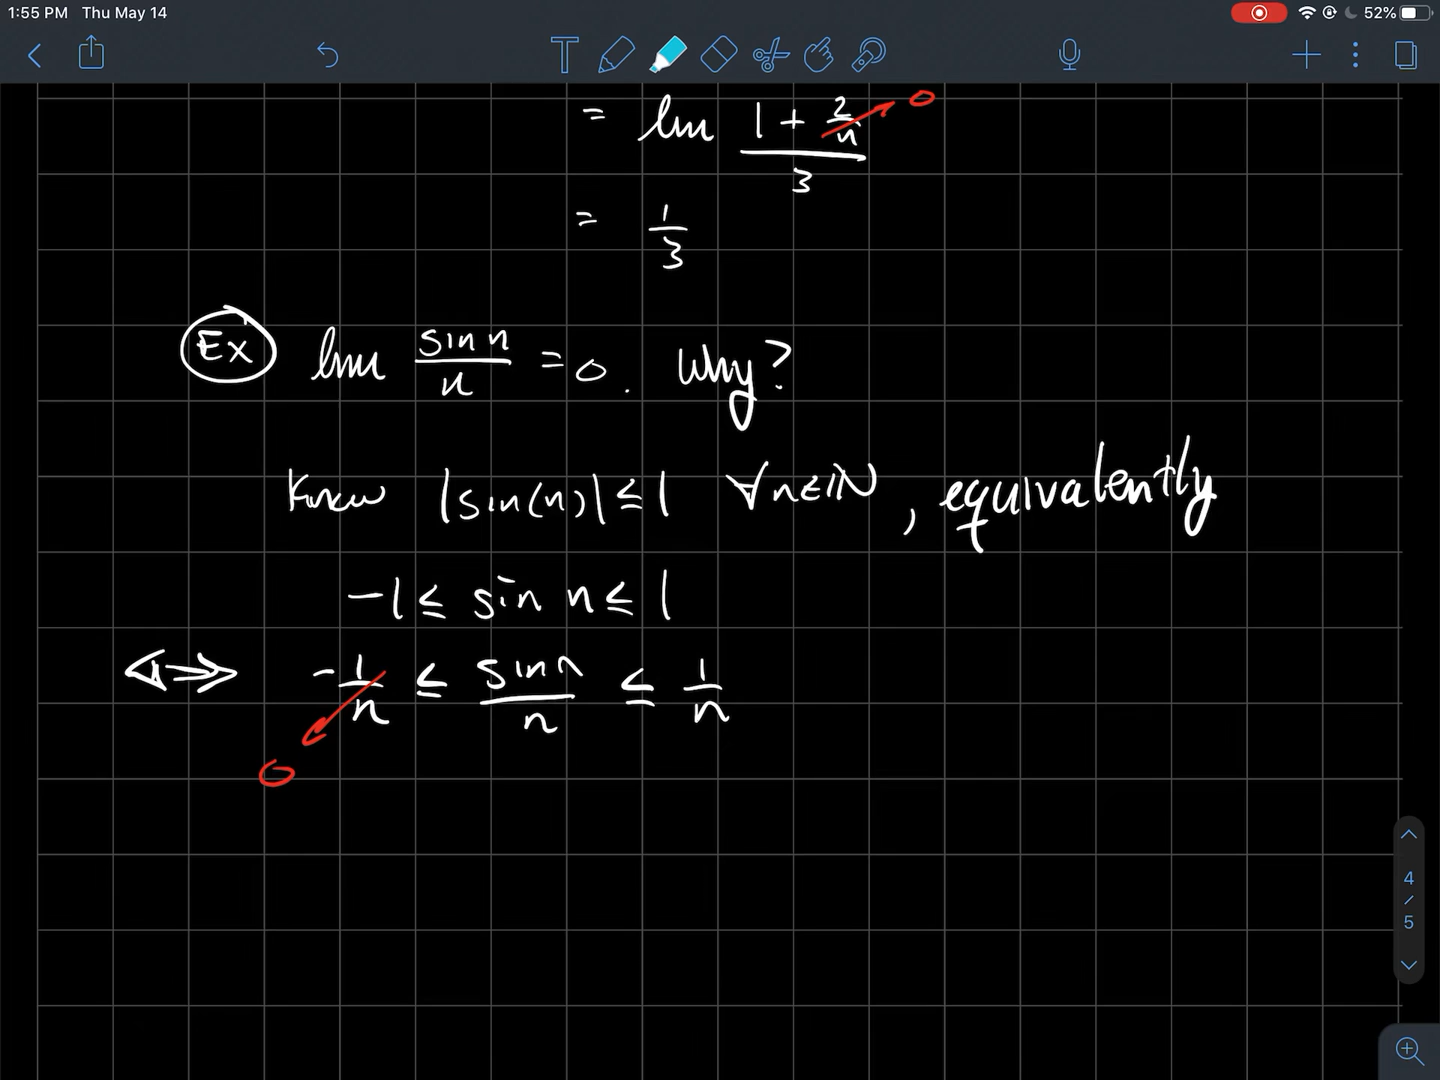 1:55 PM Thu May 14 52%
= lim (1 + 2/n) / 3 → 0
= 1/3
Ex lim sin n / n = 0. Why?
Know |sin(n)| ≤ 1 ∀n∈ℕ, equivalently
-1 ≤ sin n ≤ 1
⟺ -1/n ≤ sin n / n ≤ 1/n
0
4
/
5